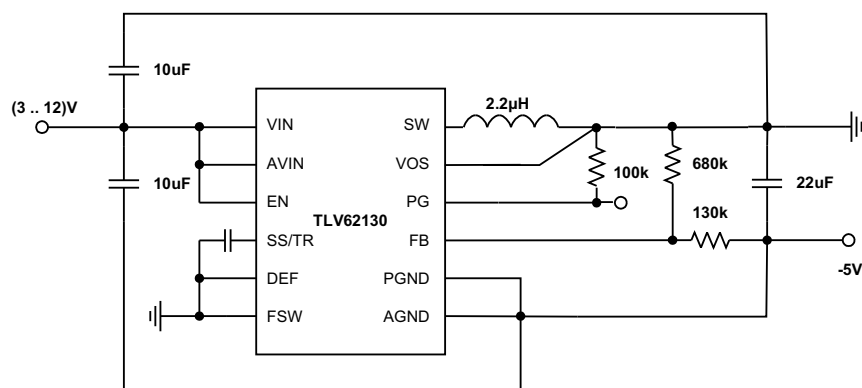 10uF
2.2µH
(3 .. 12)V
VIN
SW
AVIN
VOS
100k
680k
10uF
22uF
EN
PG
TLV62130
130k
SS/TR
FB
-5V
DEF
PGND
FSW
AGND